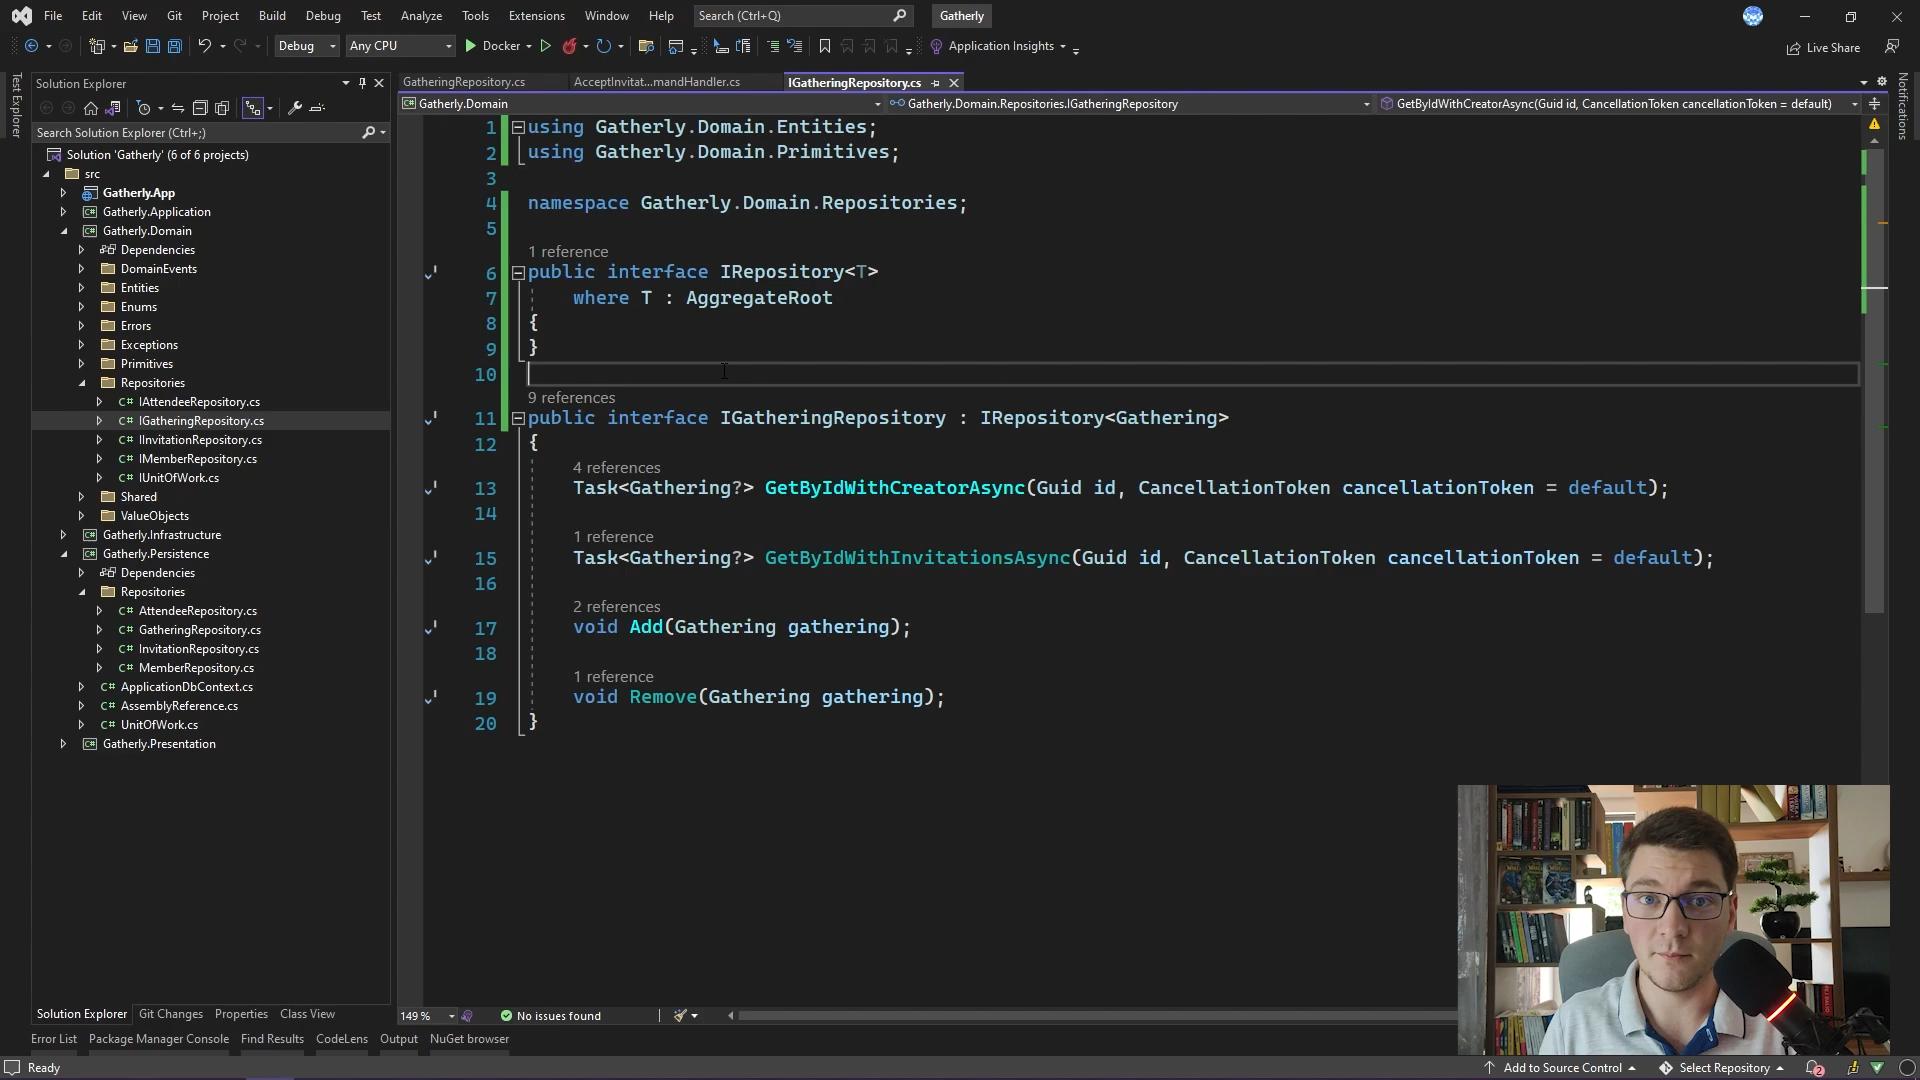 File Edit View Git Project Build Debug Test Analyze Tools Extensions Window Help Search (Ctrl+Q) Gatherly
Debug Any CPU Docker Application Insights Live Share
Test Explorer
Solution Explorer
Search Solution Explorer (Ctrl+;)
Solution 'Gatherly' (6 of 6 projects)
src
Gatherly.App
C# Gatherly.Application
C# Gatherly.Domain
Dependencies
DomainEvents
Entities
Enums
Errors
Exceptions
Primitives
Repositories
C# IAttendeeRepository.cs
C# IGatheringRepository.cs
C# IInvitationRepository.cs
C# IMemberRepository.cs
C# IUnitOfWork.cs
Shared
ValueObjects
C# Gatherly.Infrastructure
C# Gatherly.Persistence
Dependencies
Repositories
C# AttendeeRepository.cs
C# GatheringRepository.cs
C# InvitationRepository.cs
C# MemberRepository.cs
C# ApplicationDbContext.cs
C# AssemblyReference.cs
C# UnitOfWork.cs
C# Gatherly.Presentation
Solution Explorer Git Changes Properties Class View
GatheringRepository.cs AcceptInvitat...mandHandler.cs IGatheringRepository.cs
C# Gatherly.Domain Gatherly.Domain.Repositories.IGatheringRepository GetByIdWithCreatorAsync(Guid id, CancellationToken cancellationToken = default)
1 using Gatherly.Domain.Entities;
2 using Gatherly.Domain.Primitives;
3
4 namespace Gatherly.Domain.Repositories;
5
1 reference
6 public interface IRepository<T>
7 where T : AggregateRoot
8 {
9 }
10
9 references
11 public interface IGatheringRepository : IRepository<Gathering>
12 {
4 references
13 Task<Gathering?> GetByIdWithCreatorAsync(Guid id, CancellationToken cancellationToken = default);
14
1 reference
15 Task<Gathering?> GetByIdWithInvitationsAsync(Guid id, CancellationToken cancellationToken = default);
16
2 references
17 void Add(Gathering gathering);
18
1 reference
19 void Remove(Gathering gathering);
20 }
149 % No issues found
Notifications
Error List Package Manager Console Find Results CodeLens Output NuGet browser
Ready Add to Source Control Select Repository 2